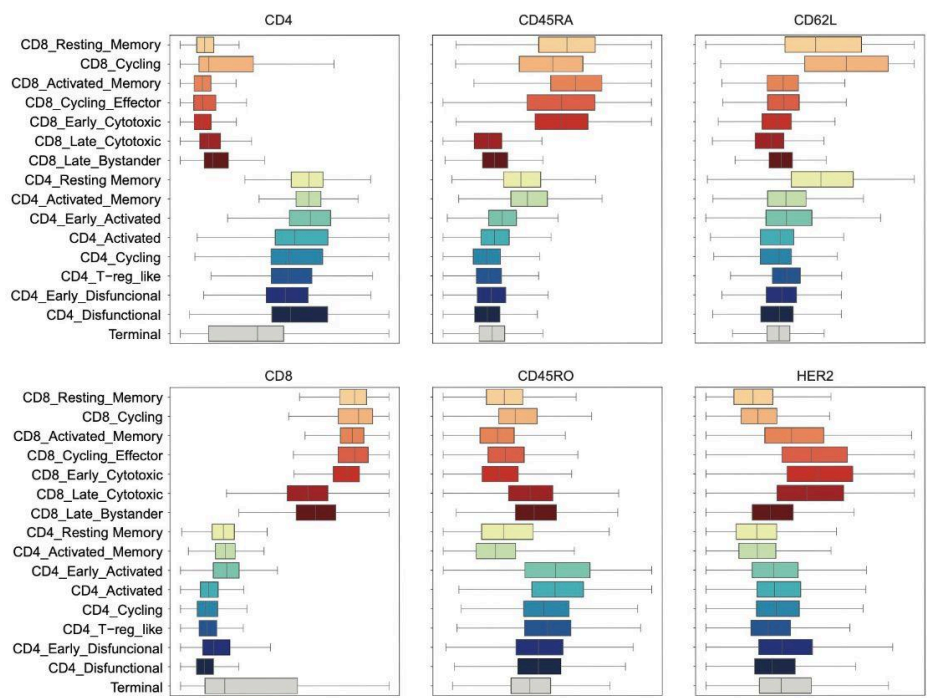 CD4 CD45RA CD62L
CD8_Resting_Memory
CD8_Cycling
CD8_Activated_Memory
CD8_Cycling_Effector
CD8_Early_Cytotoxic
CD8_Late_Cytotoxic
CD8_Late_Bystander
CD4_Resting Memory
CD4_Activated_Memory
CD4_Early_Activated
CD4_Activated
CD4_Cycling
CD4_T-reg_like
CD4_Early_Disfuncional
CD4_Disfunctional
Terminal
CD8 CD45RO HER2
CD8_Resting_Memory
CD8_Cycling
CD8_Activated_Memory
CD8_Cycling_Effector
CD8_Early_Cytotoxic
CD8_Late_Cytotoxic
CD8_Late_Bystander
CD4_Resting Memory
CD4_Activated_Memory
CD4_Early_Activated
CD4_Activated
CD4_Cycling
CD4_T-reg_like
CD4_Early_Disfuncional
CD4_Disfunctional
Terminal